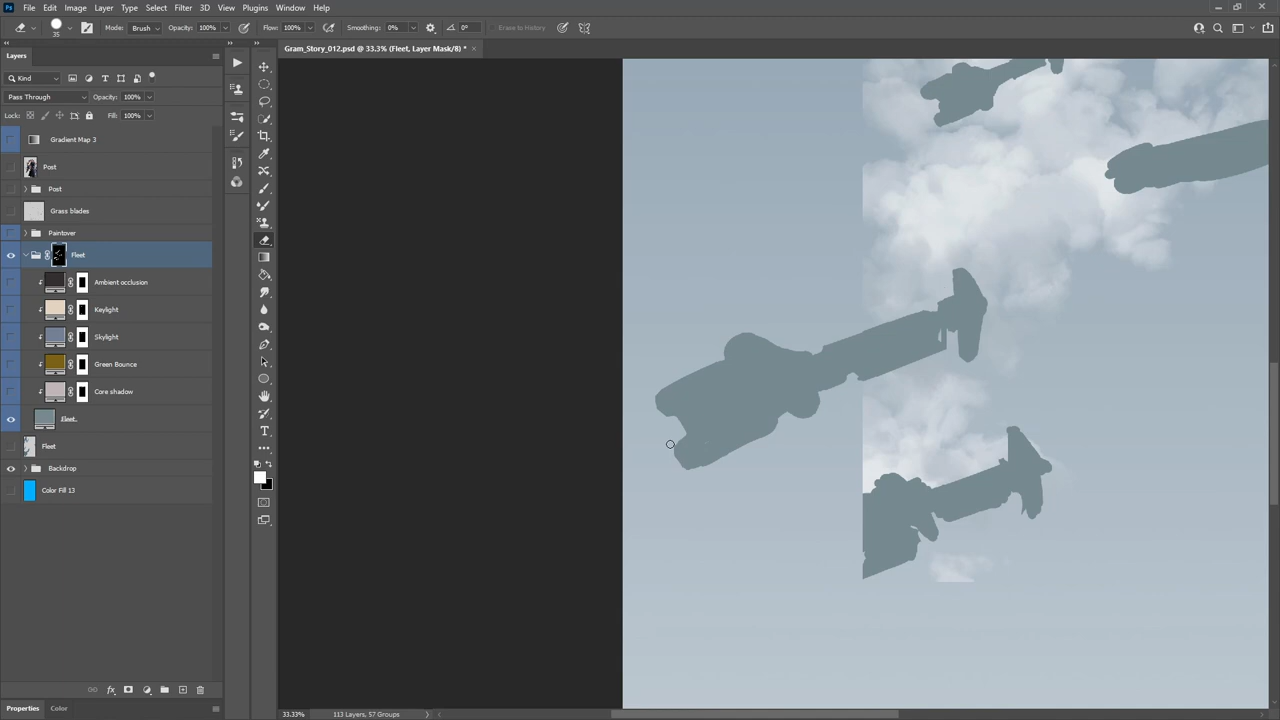 Ps File Edit Image Layer Type Select Filter 3D View Plugins Window Help
35 Mode: Brush Opacity: 100% Flow: 100% Smoothing: 0% 0° Erase to History
Layers
Gram_Story_012.psd @ 33.3% (Fleet, Layer Mask/8) *
Kind
Pass Through Opacity: 100%
Lock: Fill: 100%
Gradient Map 3
Post
Post
Grass blades
Paintover
Fleet
Ambient occlusion
Keylight
Skylight
Green Bounce
Core shadow
Fleet
Backdrop
Color Fill 13
Properties Color
33.33% 113 Layers, 57 Groups